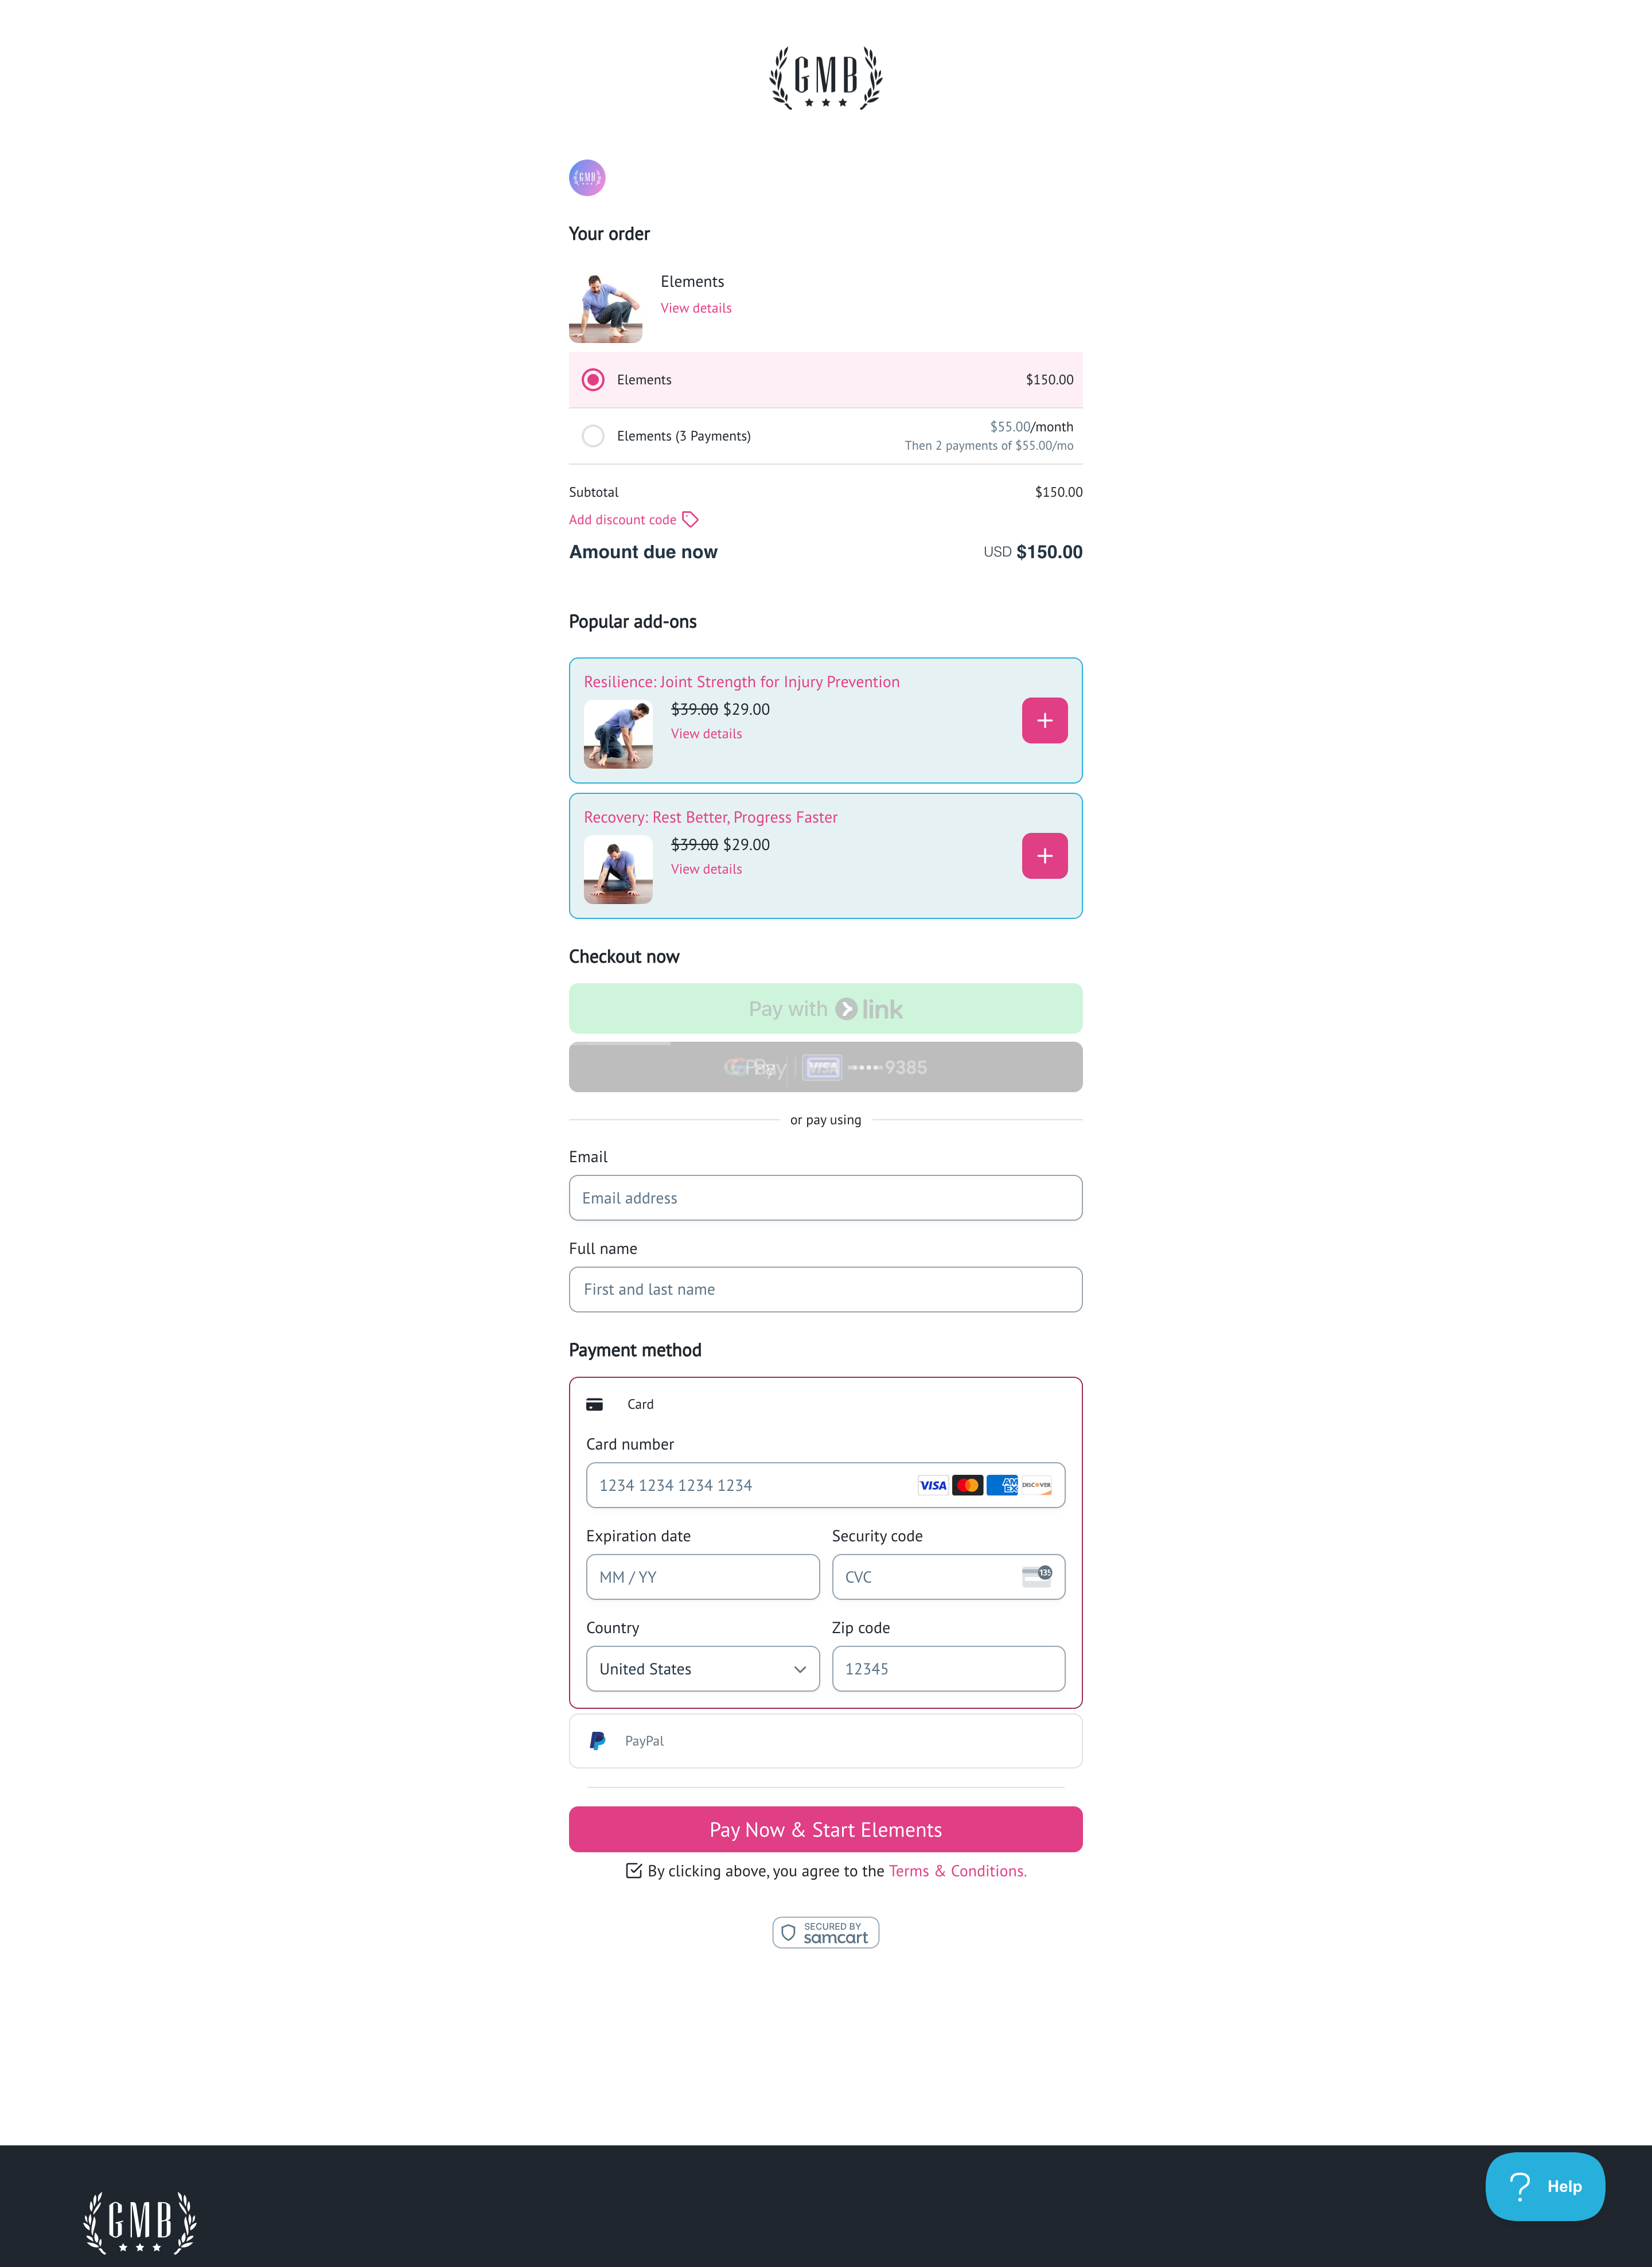 GMB
GMB
Your order
Elements
View details
Elements $150.00
$55.00/month
Elements (3 Payments)
Then 2 payments of $55.00/mo
Subtotal $150.00
Add discount code
Amount due now USD $150.00
Popular add-ons
Resilience: Joint Strength for Injury Prevention
$39.00 $29.00
View details
Recovery: Rest Better, Progress Faster
$39.00 $29.00
View details
Checkout now
Pay with link
VISA ••••9385
or pay using
Email
Email address
Full name
First and last name
Payment method
Card
Card number
1234 1234 1234 1234 VISA AMEX DISCOVER
Expiration date Security code
MM / YY CVC 135
Country Zip code
United States 12345
PayPal
Pay Now & Start Elements
By clicking above, you agree to the Terms & Conditions.
SECURED BY
samcart
? Help
GMB